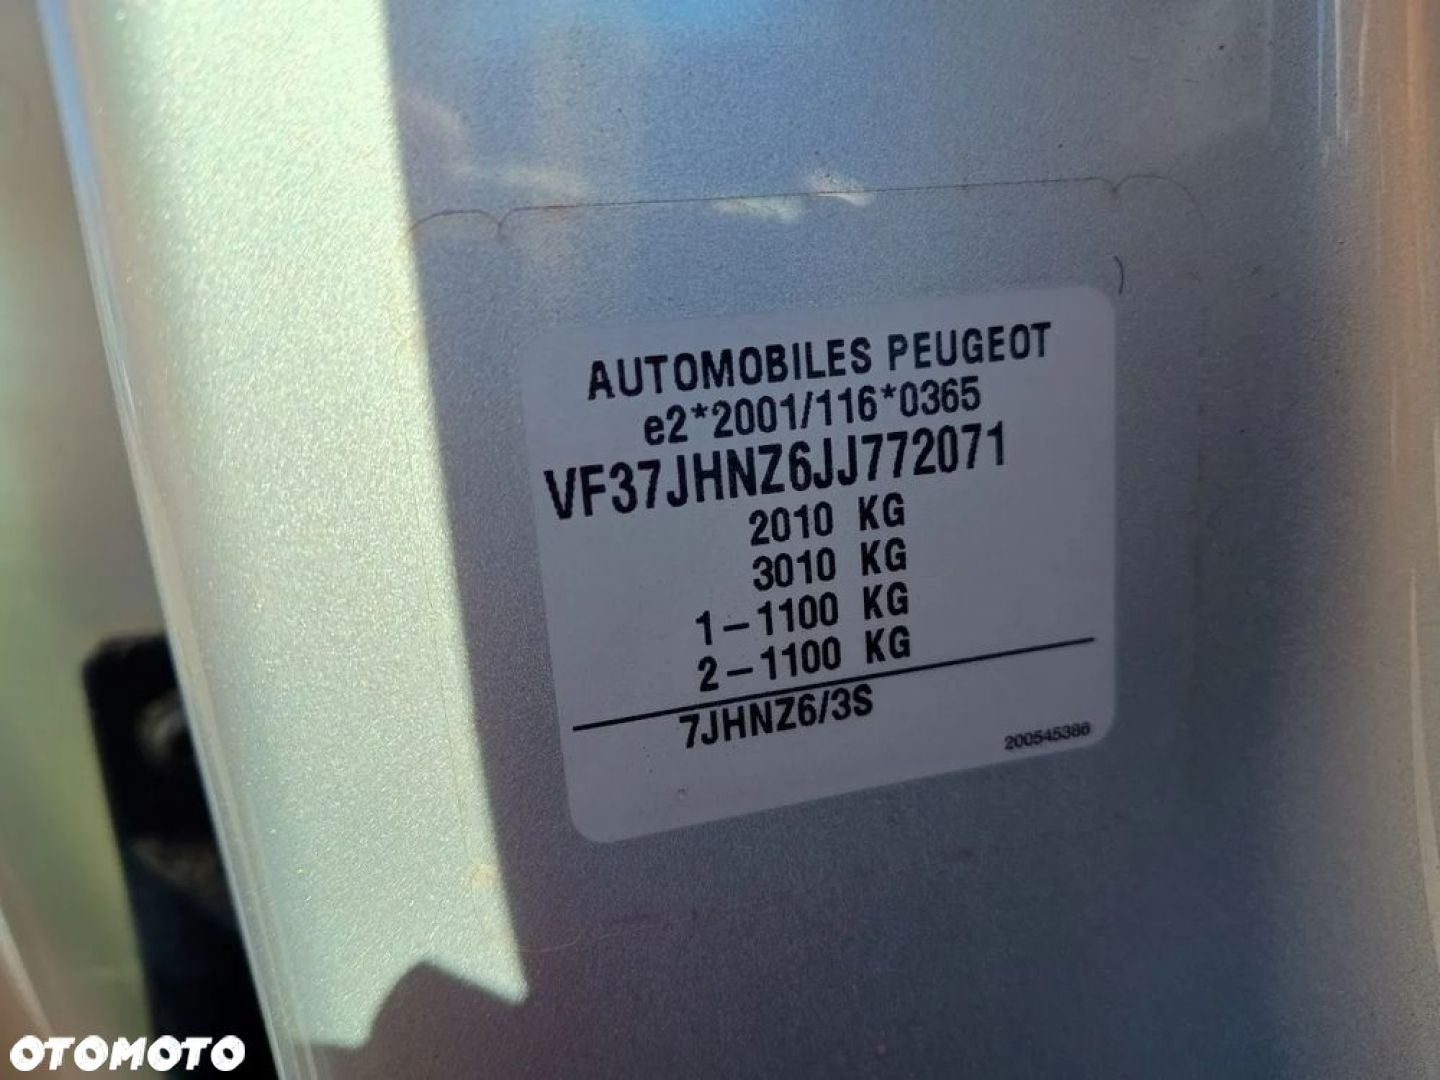 AUTOMOBILES PEUGEOT
e2*2001/116*0365
VF37JHNZ6JJ772071
2010 KG
3010 KG
1-1100 KG
2-1100 KG
7JHNZ6/3S
200545386
OTOMOTO